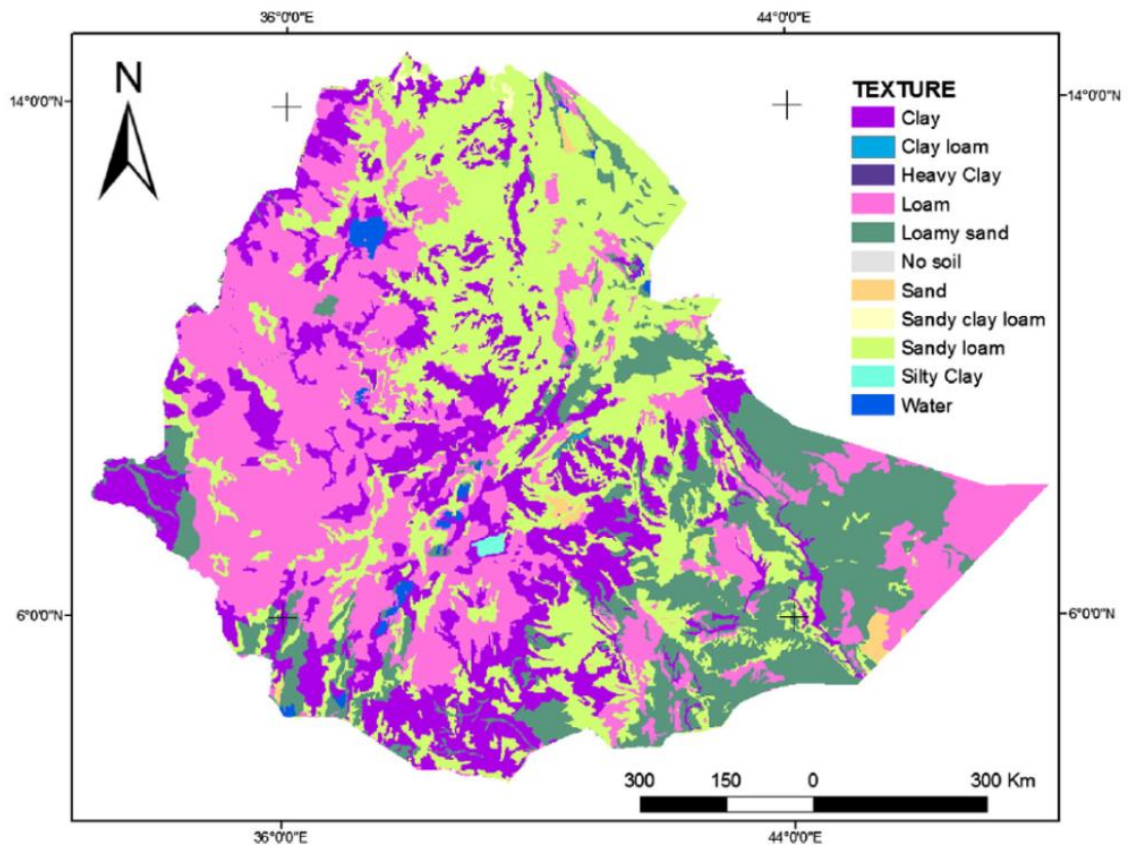 36°0'0"E
44°0'0"E
N
14°0'0"N
14°0'0"N
TEXTURE
Clay
Clay loam
Heavy Clay
Loam
Loamy sand
No soil
Sand
Sandy clay loam
Sandy loam
Silty Clay
Water
6°0'0"N
6°0'0"N
300 150 0 300 Km
36°0'0"E
44°0'0"E